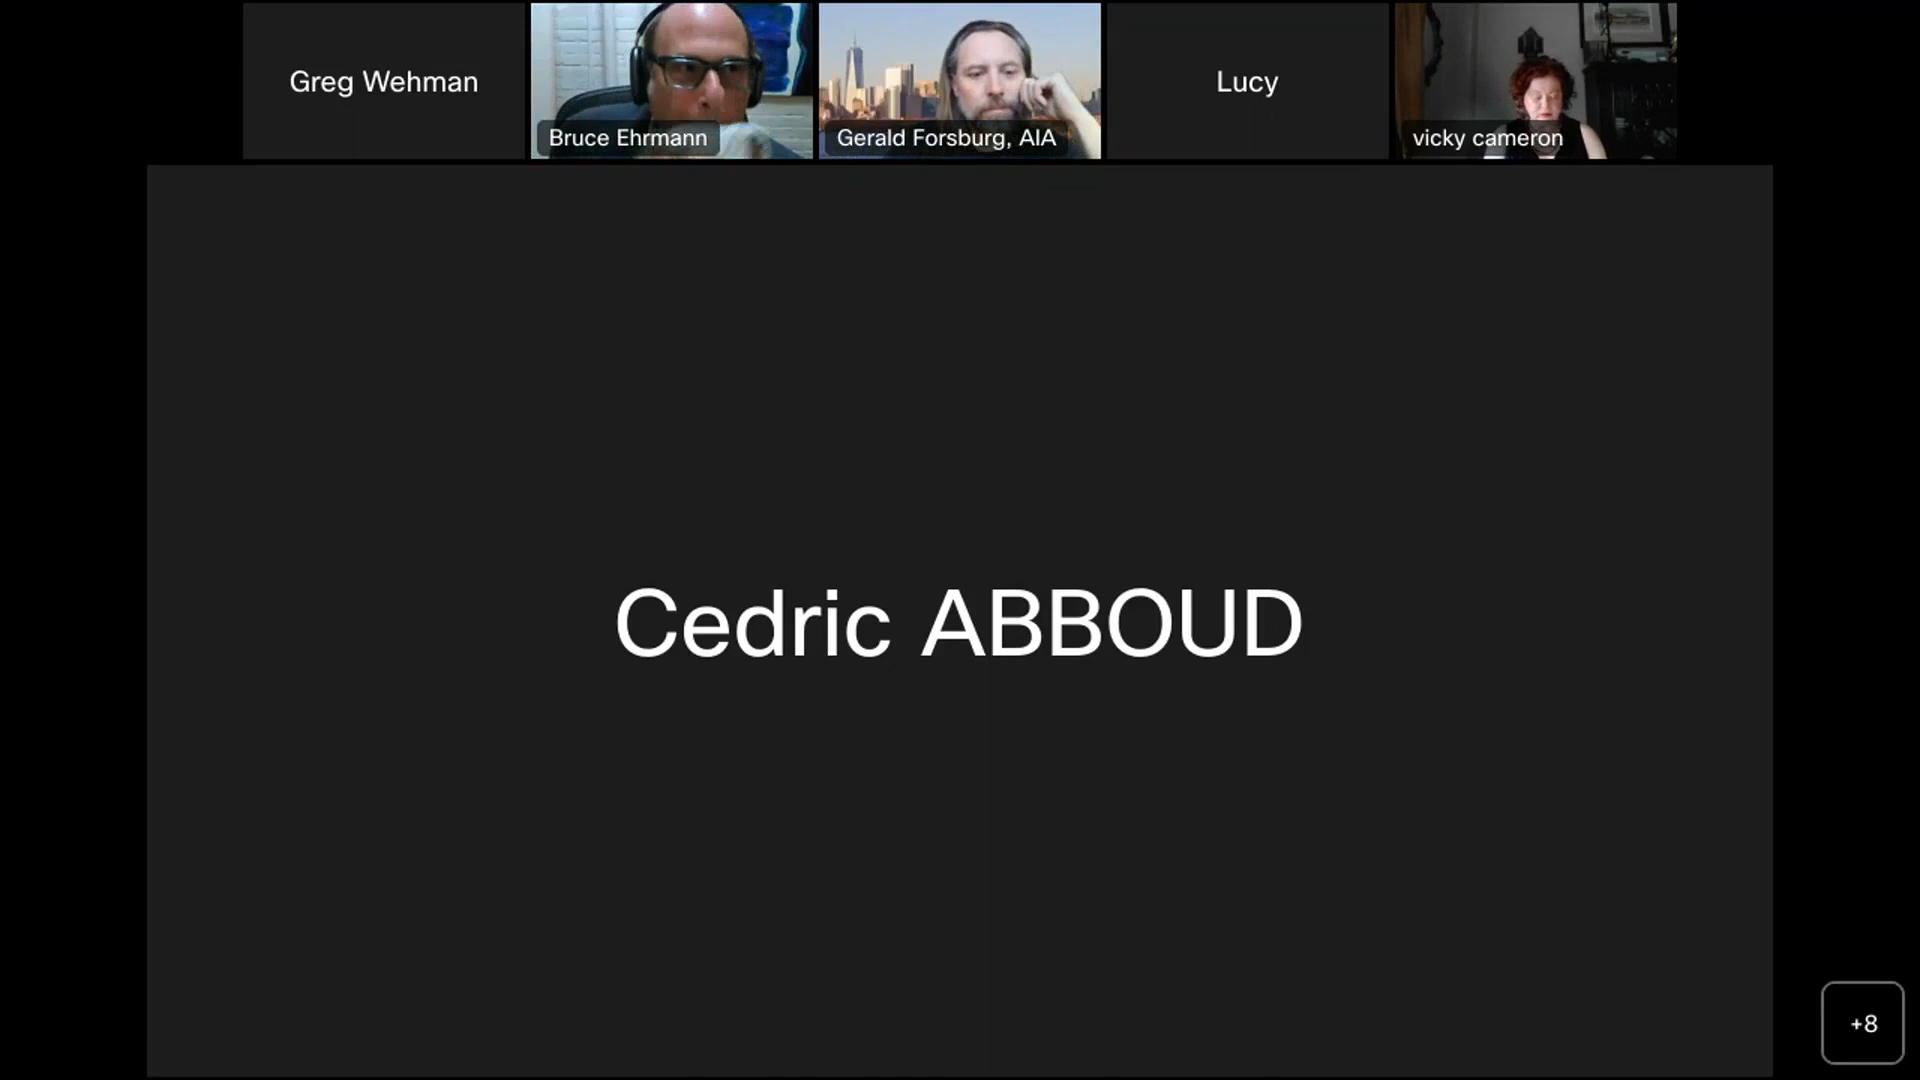 Greg Wehman
Bruce Ehrmann
Gerald Forsburg, AIA
Lucy
vicky cameron
Cedric ABBOUD
+8